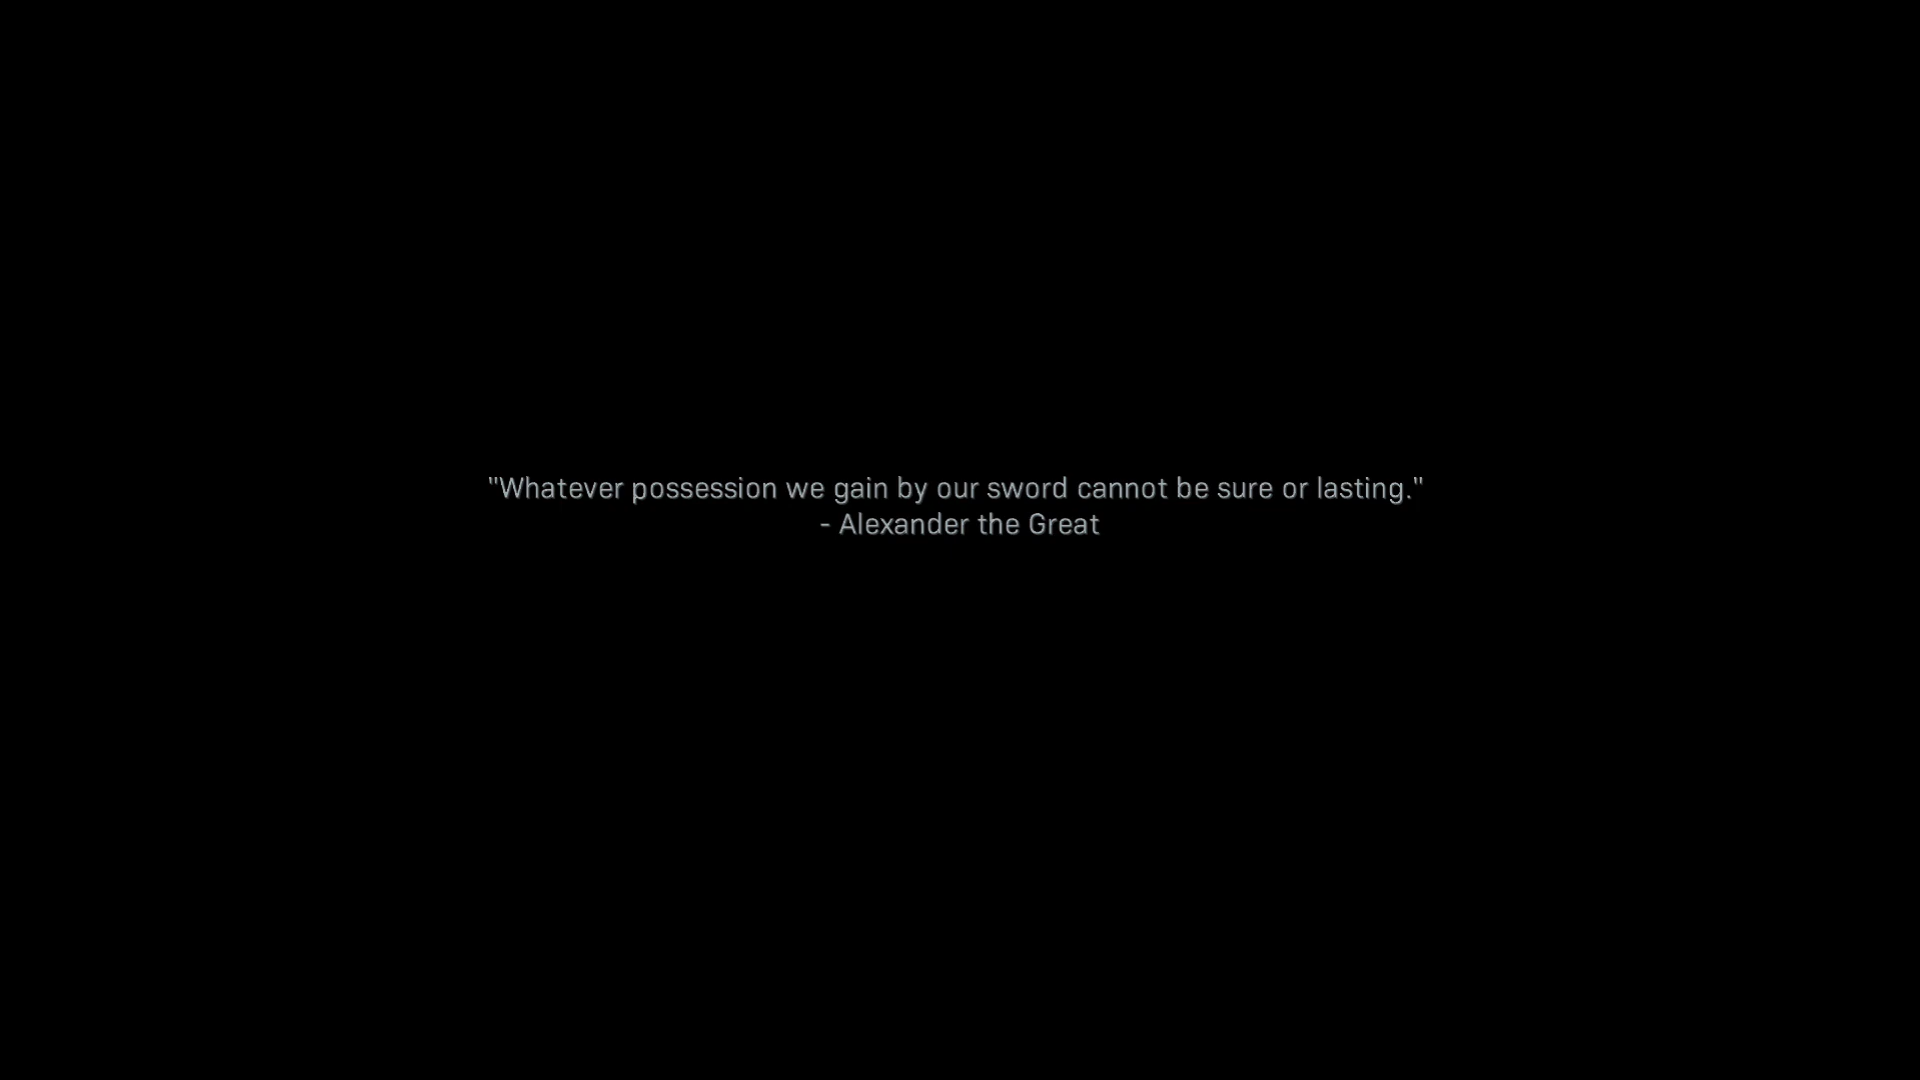 "Whatever possession we gain by our sword cannot be sure or lasting."
- Alexander the Great